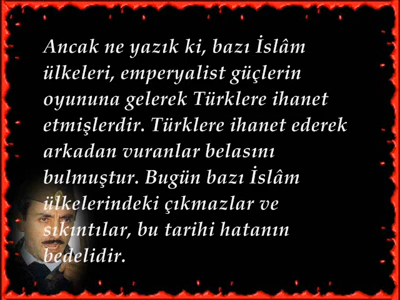 Ancak ne yazık ki, bazı İslâm
ülkeleri, emperyalist güçlerin
oyununa gelerek Türklere ihanet
etmişlerdir. Türklere ihanet ederek
arkadan vuranlar belasını
bulmuştur. Bugün bazı İslâm
ülkelerindeki çıkmazlar ve
sıkıntılar, bu tarihi hatanın
bedelidir.